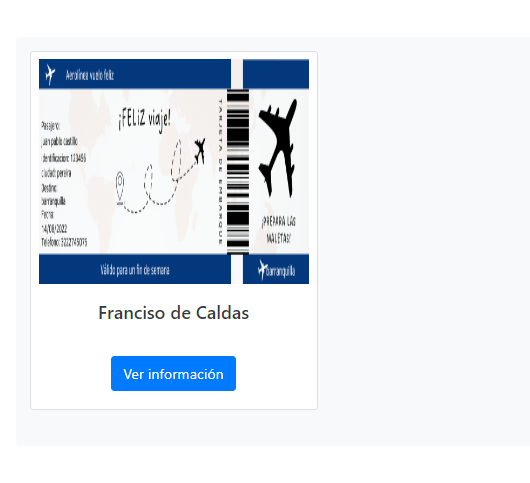 Aerolínea vuelo feliz
¡FELiZ viaje!
Pasajero:
juan pablo castillo
identificacion: 123456
ciudad: pereira
Destino:
barranquilla
Fecha:
14/08/2022
Telefono: 3222745075
TARJETA DE EMBARQUE
¡PREPARA LAS
MALETAS!
Válido para un fin de semana
barranquilla
Franciso de Caldas
Ver información